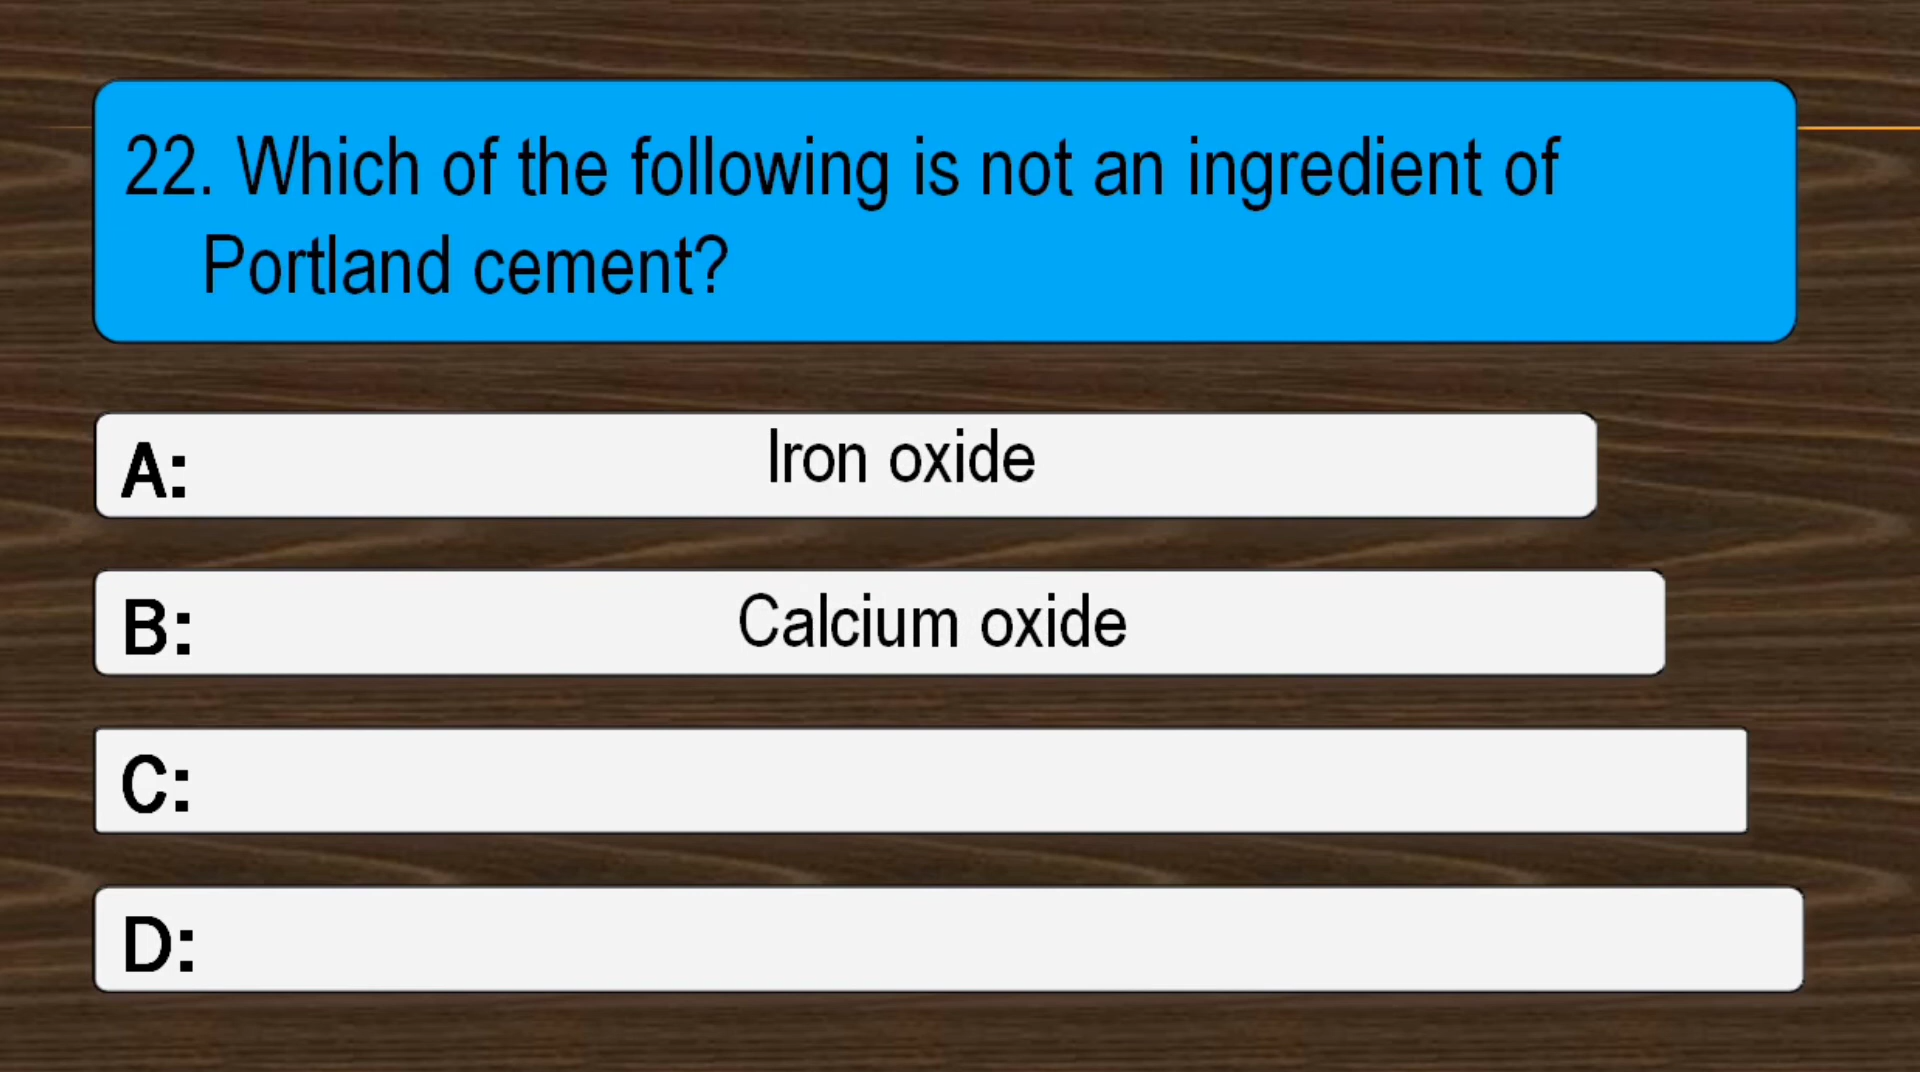 22. Which of the following is not an ingredient of
Portland cement?
A: Iron oxide
B: Calcium oxide
C:
D: